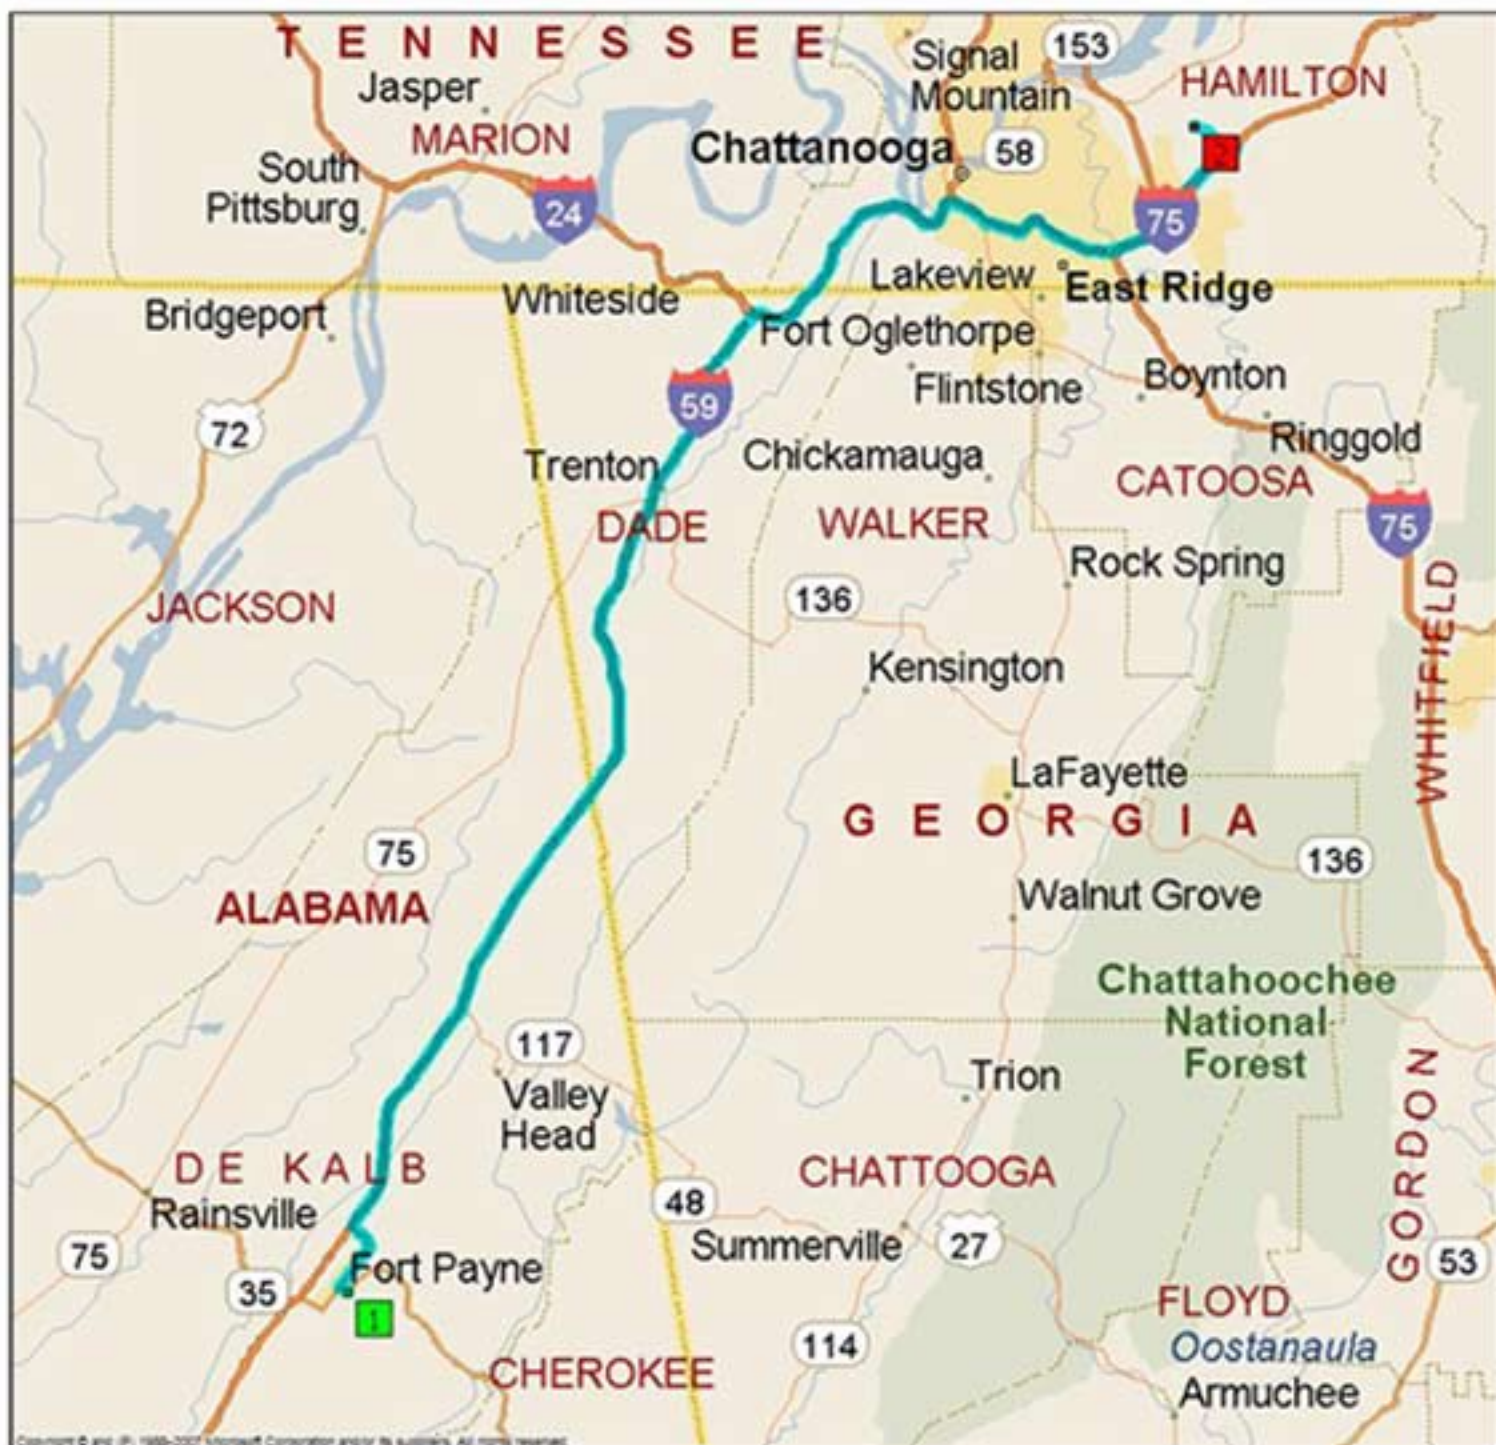 TENNESSEE
Signal
Mountain
153
HAMILTON
Jasper
MARION
Chattanooga
58
2
South
Pittsburg
24
75
Lakeview
East Ridge
Whiteside
Bridgeport
Fort Oglethorpe
Flintstone
Boynton
59
72
Ringgold
Trenton
Chickamauga
CATOOSA
DADE
WALKER
75
Rock Spring
136
JACKSON
WHITFIELD
Kensington
LaFayette
GEORGIA
75
136
ALABAMA
Walnut Grove
Chattahoochee
National
Forest
117
Trion
Valley
Head
GORDON
DE KALB
CHATTOOGA
Rainsville
48
Summerville
27
75
53
Fort Payne
35
1
FLOYD
114
Oostanaula
CHEROKEE
Armuchee